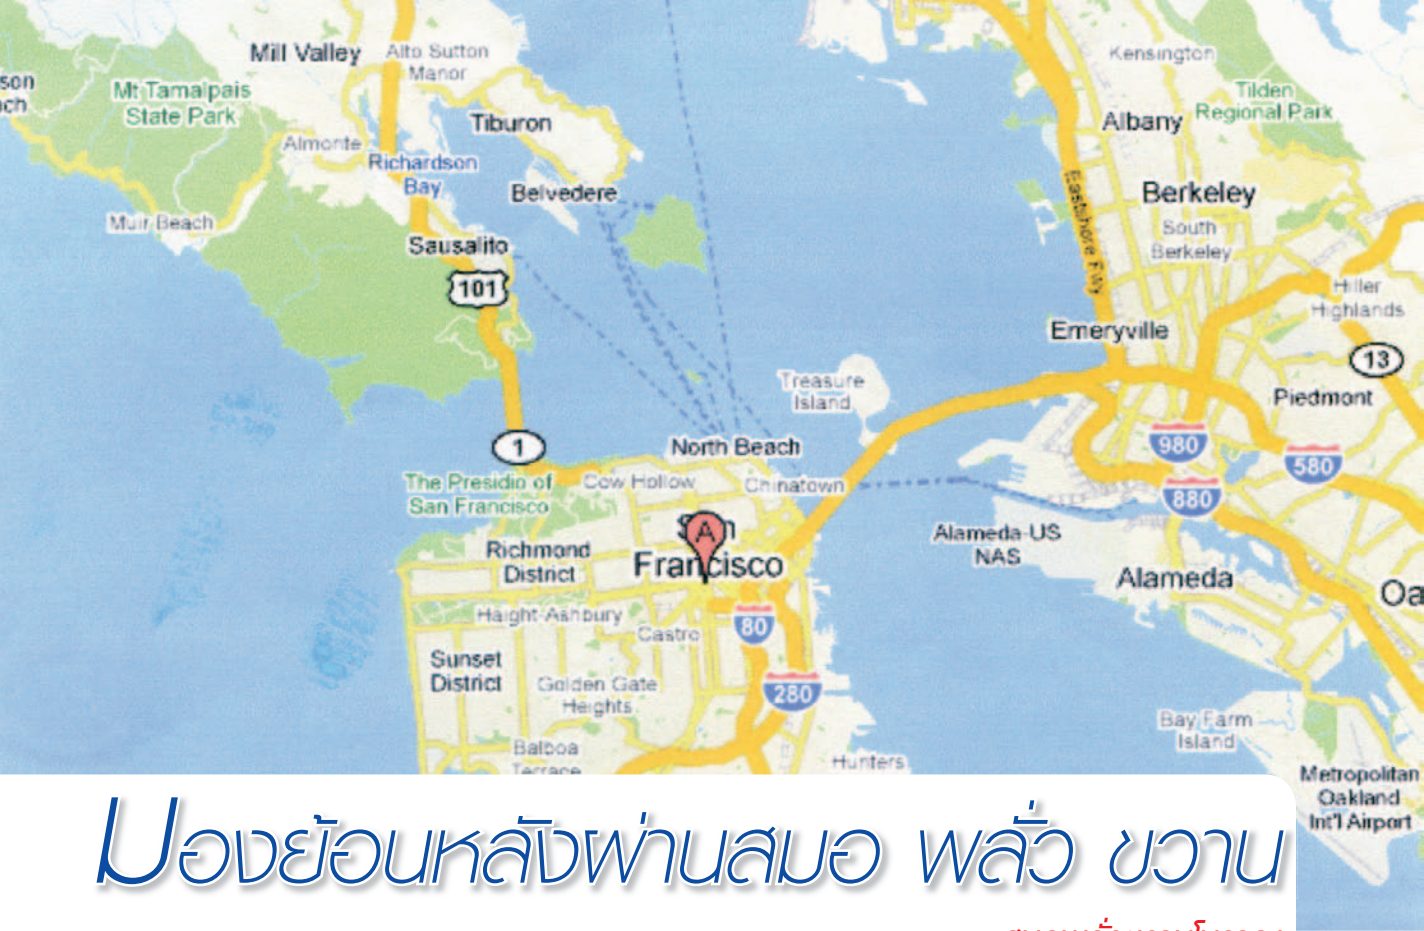 Mill Valley
Alto Sutton
Manor
Kensington
Mt Tamalpais
State Park
Tilden
Regional Park
Tiburon
Albany
Almonte
Richardson
Bay
Belvedere
Berkeley
Muir Beach
South
Berkeley
Sausalito
Eastshore Fwy
101
Hiller
Highlands
Emeryville
13
Treasure
Island
Piedmont
1
North Beach
980
580
The Presidio of
San Francisco
Cow Hollow
Chinatown
880
A
San
Francisco
Richmond
District
Alameda-US
NAS
Alameda
Haight-Ashbury
80
Castro
Sunset
District
Golden Gate
Heights
280
Bay Farm
Island
Balboa
Terrace
Hunters
Metropolitan
Oakland
Int'l Airport
มองย้อนหลังผ่านสมอ พลั่ว ขวาน